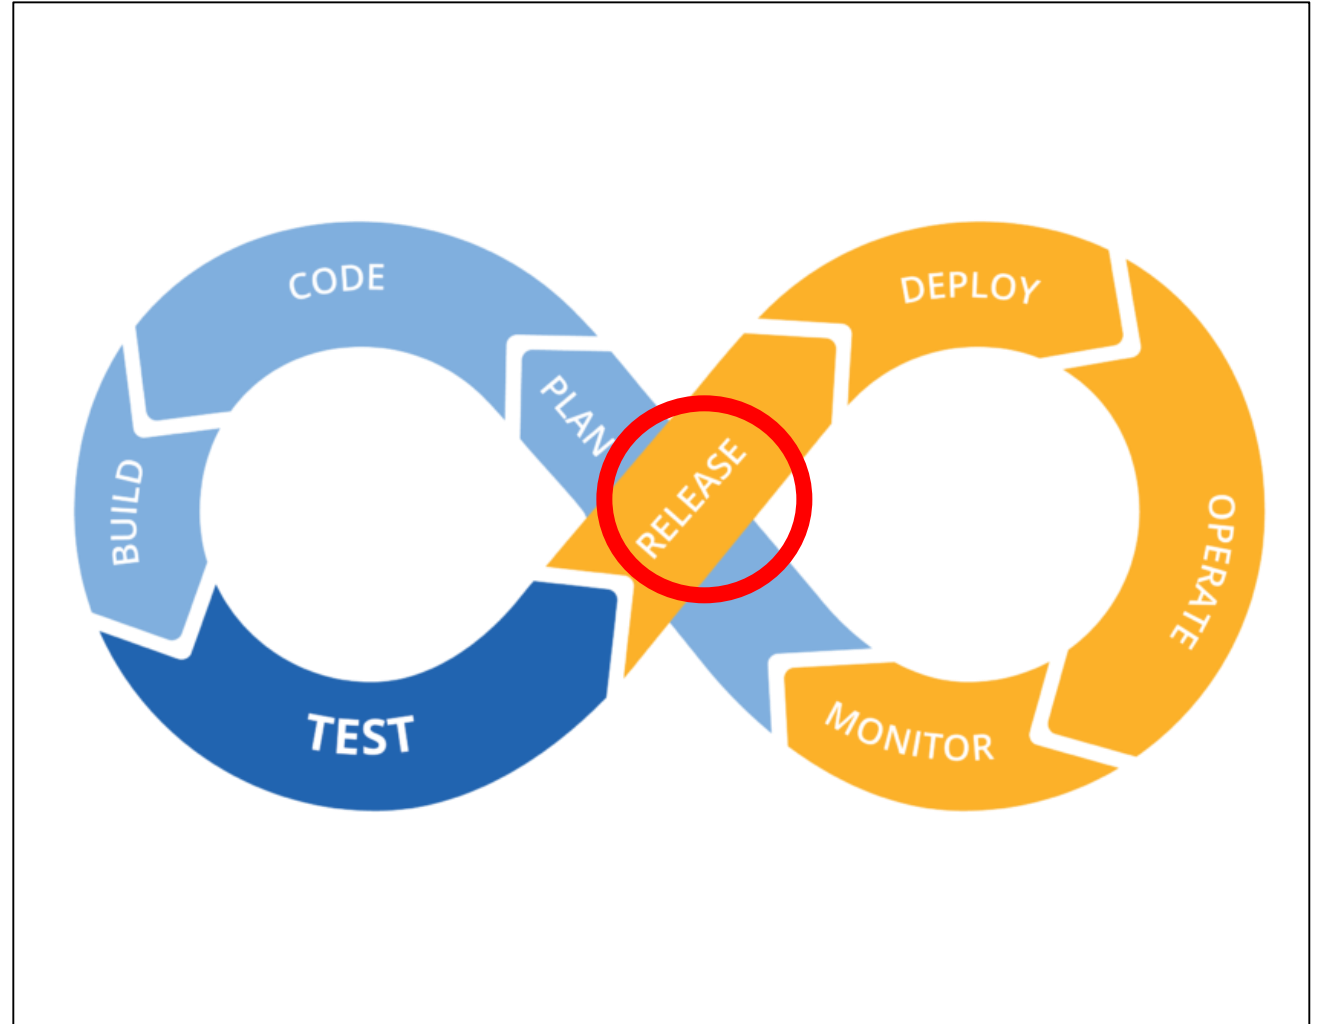 CODE
DEPLOY
PLAN
RELEASE
BUILD
OPERATE
TEST
MONITOR